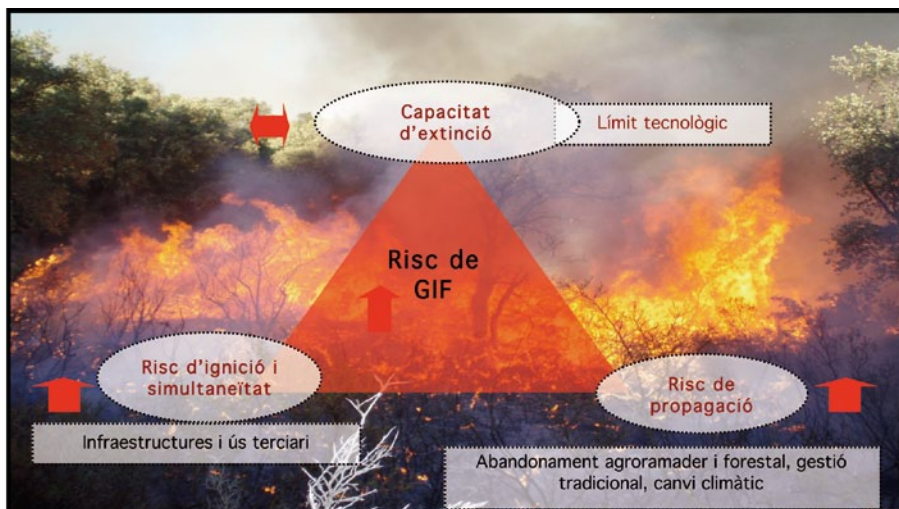 Capacitat
d'extinció
Límit tecnològic
Risc de
GIF
Risc d'ignició i
simultaneïtat
Risc de
propagació
Infraestructures i ús terciari
Abandonament agroramader i forestal, gestió
tradicional, canvi climàtic